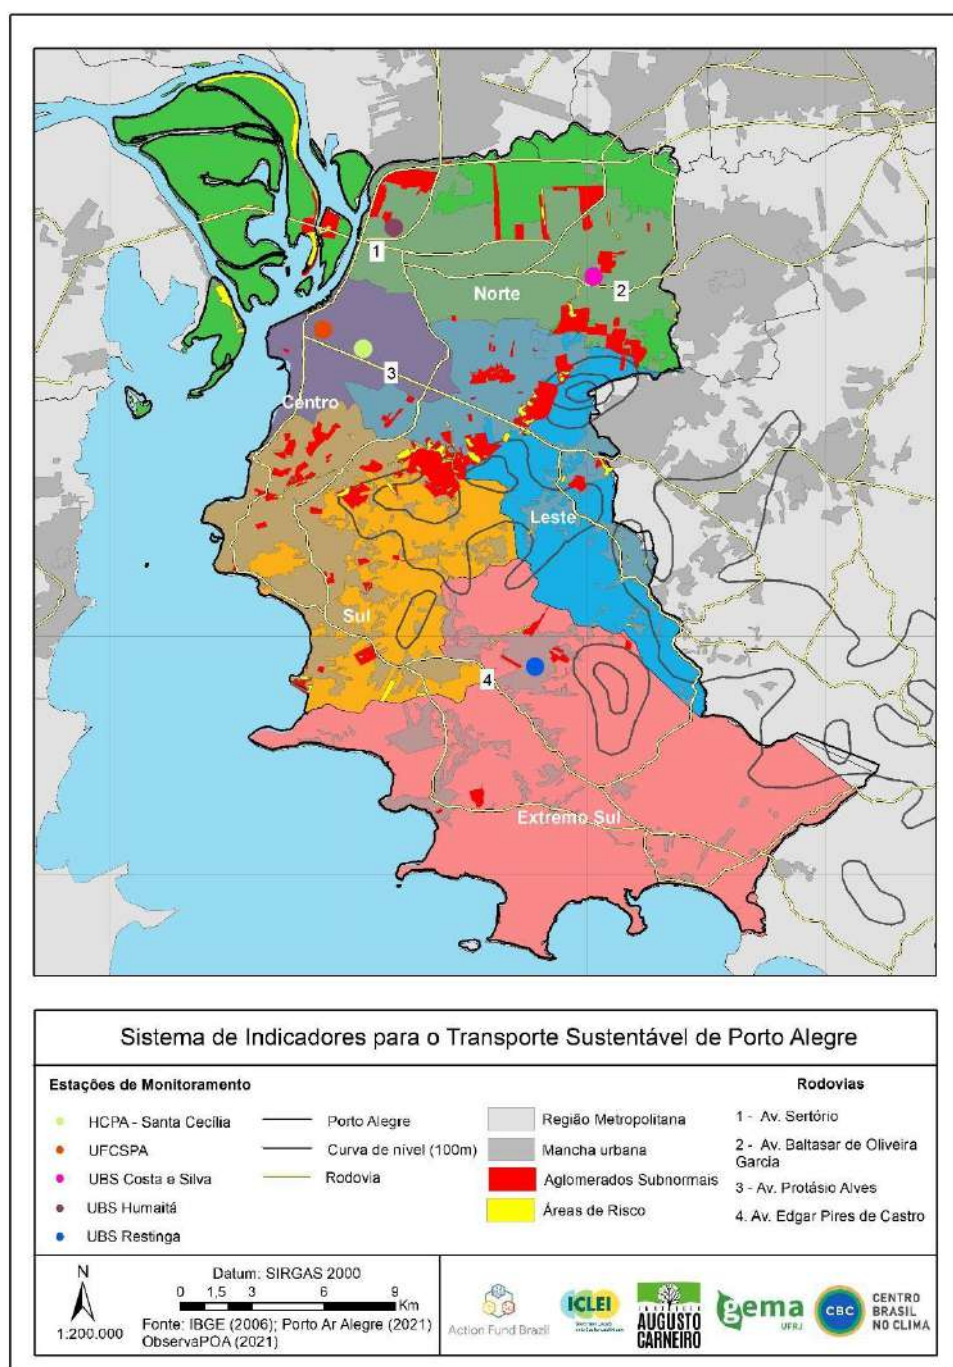 1
Norte
2
3
Centro
Leste
Sul
4
Extremo Sul
Sistema de Indicadores para o Transporte Sustentável de Porto Alegre
Estações de Monitoramento
HCPA - Santa Cecília
UFCSPA
UBS Costa e Silva
UBS Humaitá
UBS Restinga
Porto Alegre
Curva de nível (100m)
Rodovia
Região Metropolitana
Mancha urbana
Aglomerados Subnormais
Áreas de Risco
Rodovias
1 - Av. Sertório
2 - Av. Baltasar de Oliveira
Garcia
3 - Av. Protásio Alves
4. Av. Edgar Pires de Castro
N
1:200.000
Datum: SIRGAS 2000
0 1,5 3 6 9
Km
Fonte: IBGE (2006); Porto Ar Alegre (2021)
ObservaPOA (2021)
Action Fund Brazil
ICLEI
INSTITUTO
AUGUSTO
CARNEIRO
gema
UFRJ
CBC
CENTRO
BRASIL
NO CLIMA